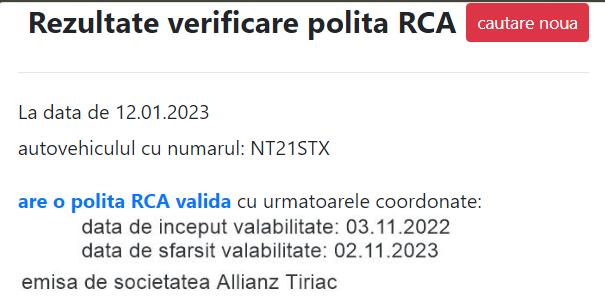 Rezultate verificare polita RCA cautare noua
La data de 12.01.2023
autovehiculul cu numarul: NT21STX
are o polita RCA valida cu urmatoarele coordonate:
data de inceput valabilitate: 03.11.2022
data de sfarsit valabilitate: 02.11.2023
emisa de societatea Allianz Tiriac